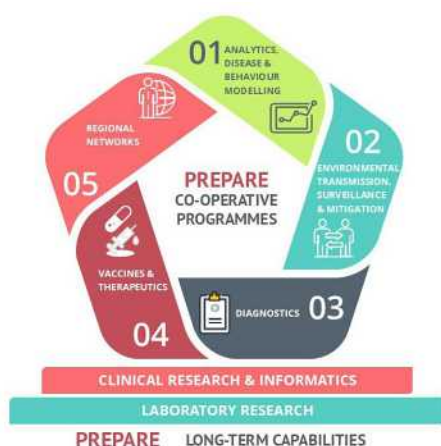 01
ANALYTICS,
DISEASE &
BEHAVIOUR
MODELLING
02
ENVIRONMENTAL
TRANSMISSION,
SURVEILLANCE
& MITIGATION
REGIONAL
NETWORKS
05
PREPARE
CO-OPERATIVE
PROGRAMMES
VACCINES &
THERAPEUTICS
04
DIAGNOSTICS 03
CLINICAL RESEARCH & INFORMATICS
LABORATORY RESEARCH
PREPARE LONG-TERM CAPABILITIES